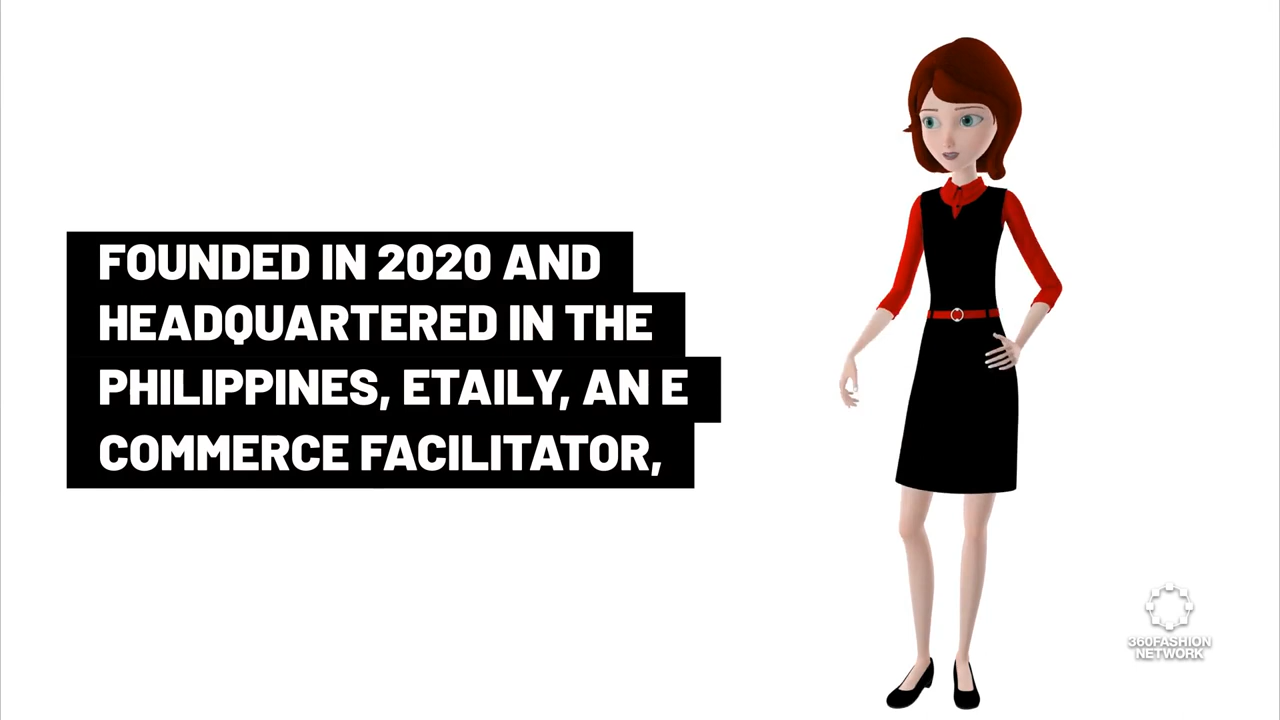 FOUNDED IN 2020 AND
HEADQUARTERED IN THE
PHILIPPINES, ETAILY, AN E
COMMERCE FACILITATOR,
360FASHION
NETWORK